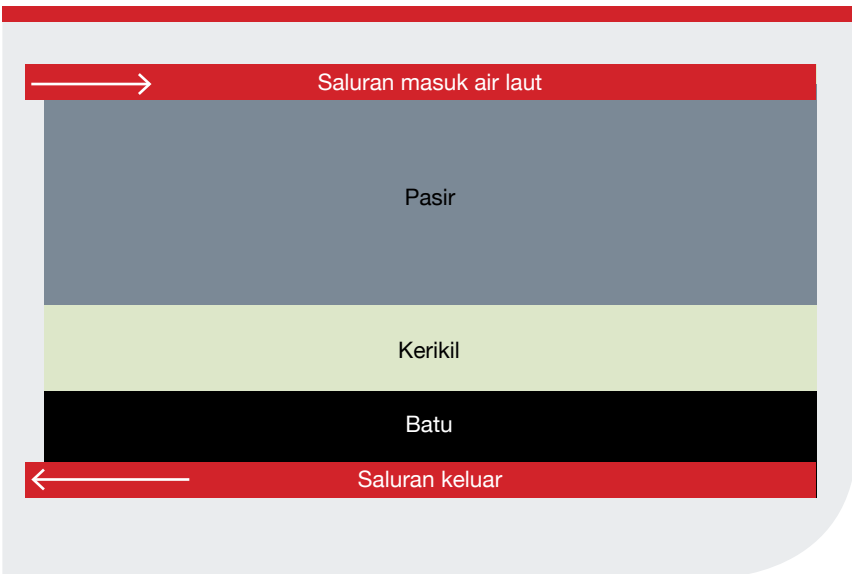 Saluran masuk air laut
Pasir
Kerikil
Batu
Saluran keluar